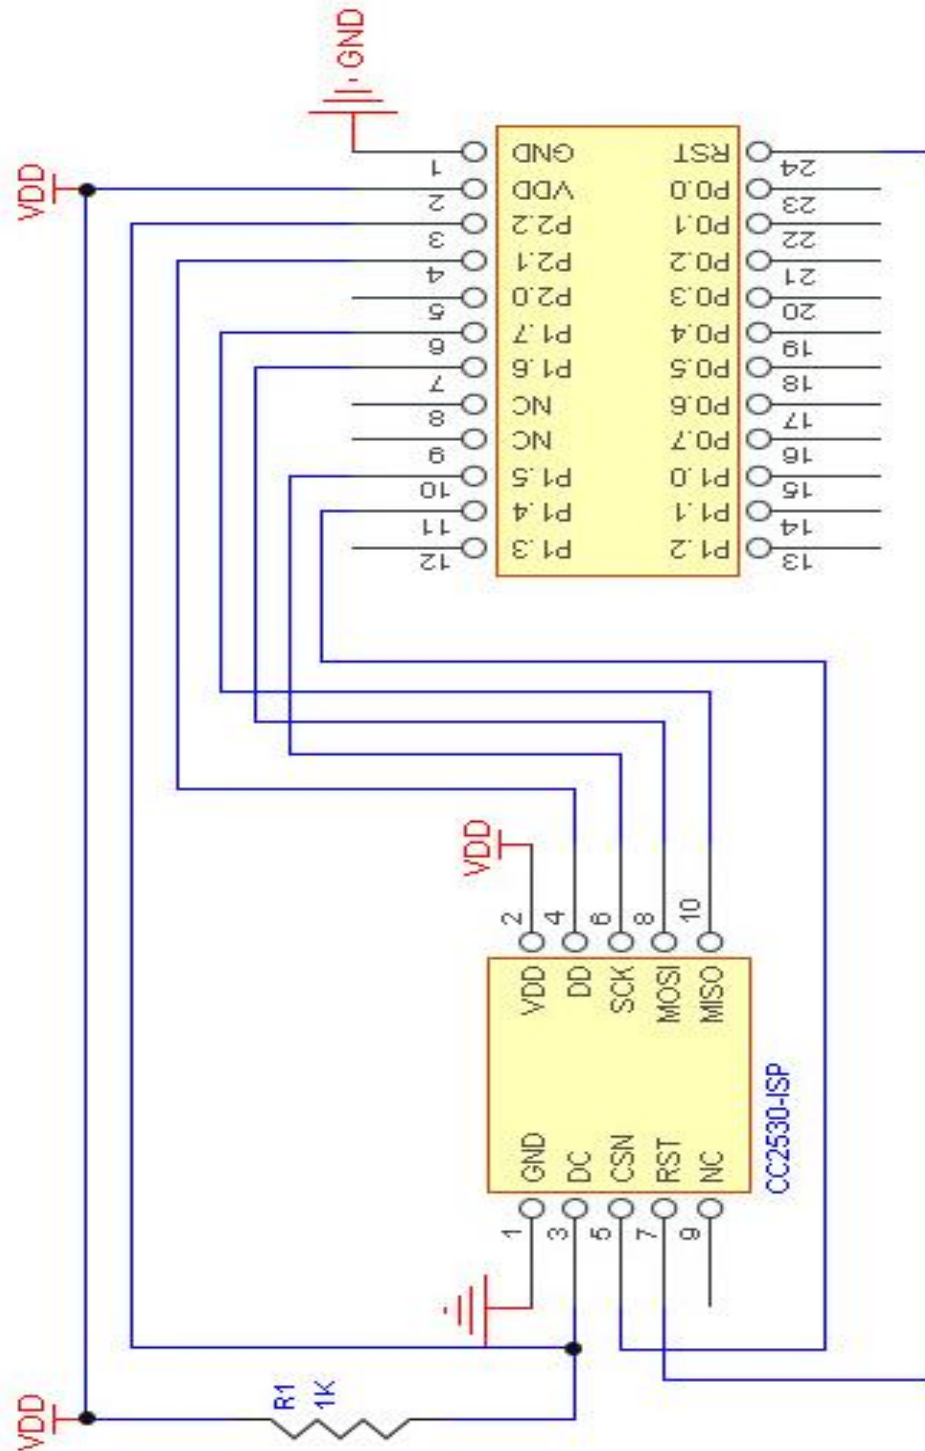 GND
VDD
1 GND RST 24
2 VDD P0.0 23
3 P2.2 P0.1 22
4 P2.1 P0.2 21
5 P2.0 P0.3 20
6 P1.7 P0.4 19
7 P1.6 P0.5 18
8 NC P0.6 17
9 NC P0.7 16
10 P1.5 P1.0 15
11 P1.4 P1.1 14
12 P1.3 P1.2 13
VDD
1 GND VDD 2
3 DC DD 4
5 CSN SCK 6
7 RST MOSI 8
9 NC MISO 10
CC2530-ISP
R1
1K
VDD